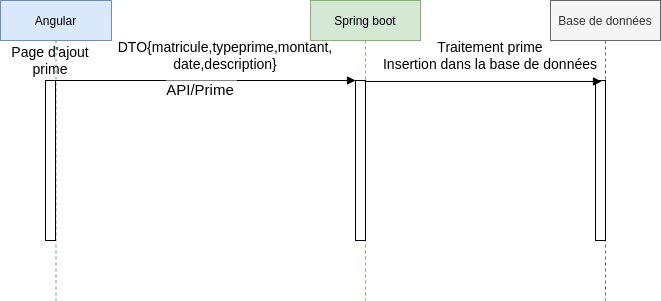 Angular
Spring boot
Base de données
Page d'ajout
prime
DTO{matricule,typeprime,montant,
date,description}
API/Prime
Traitement prime
Insertion dans la base de données